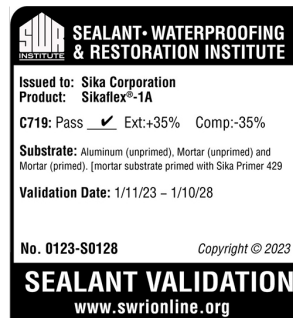 SWR
INSTITUTE
SEALANT • WATERPROOFING
& RESTORATION INSTITUTE
Issued to: Sika Corporation
Product: Sikaflex®-1A
C719: Pass ✔ Ext:+35% Comp:-35%
Substrate: Aluminum (unprimed), Mortar (unprimed) and
Mortar (primed). [mortar substrate primed with Sika Primer 429
Validation Date: 1/11/23 – 1/10/28
No. 0123-S0128 Copyright © 2023
SEALANT VALIDATION
www.swrionline.org